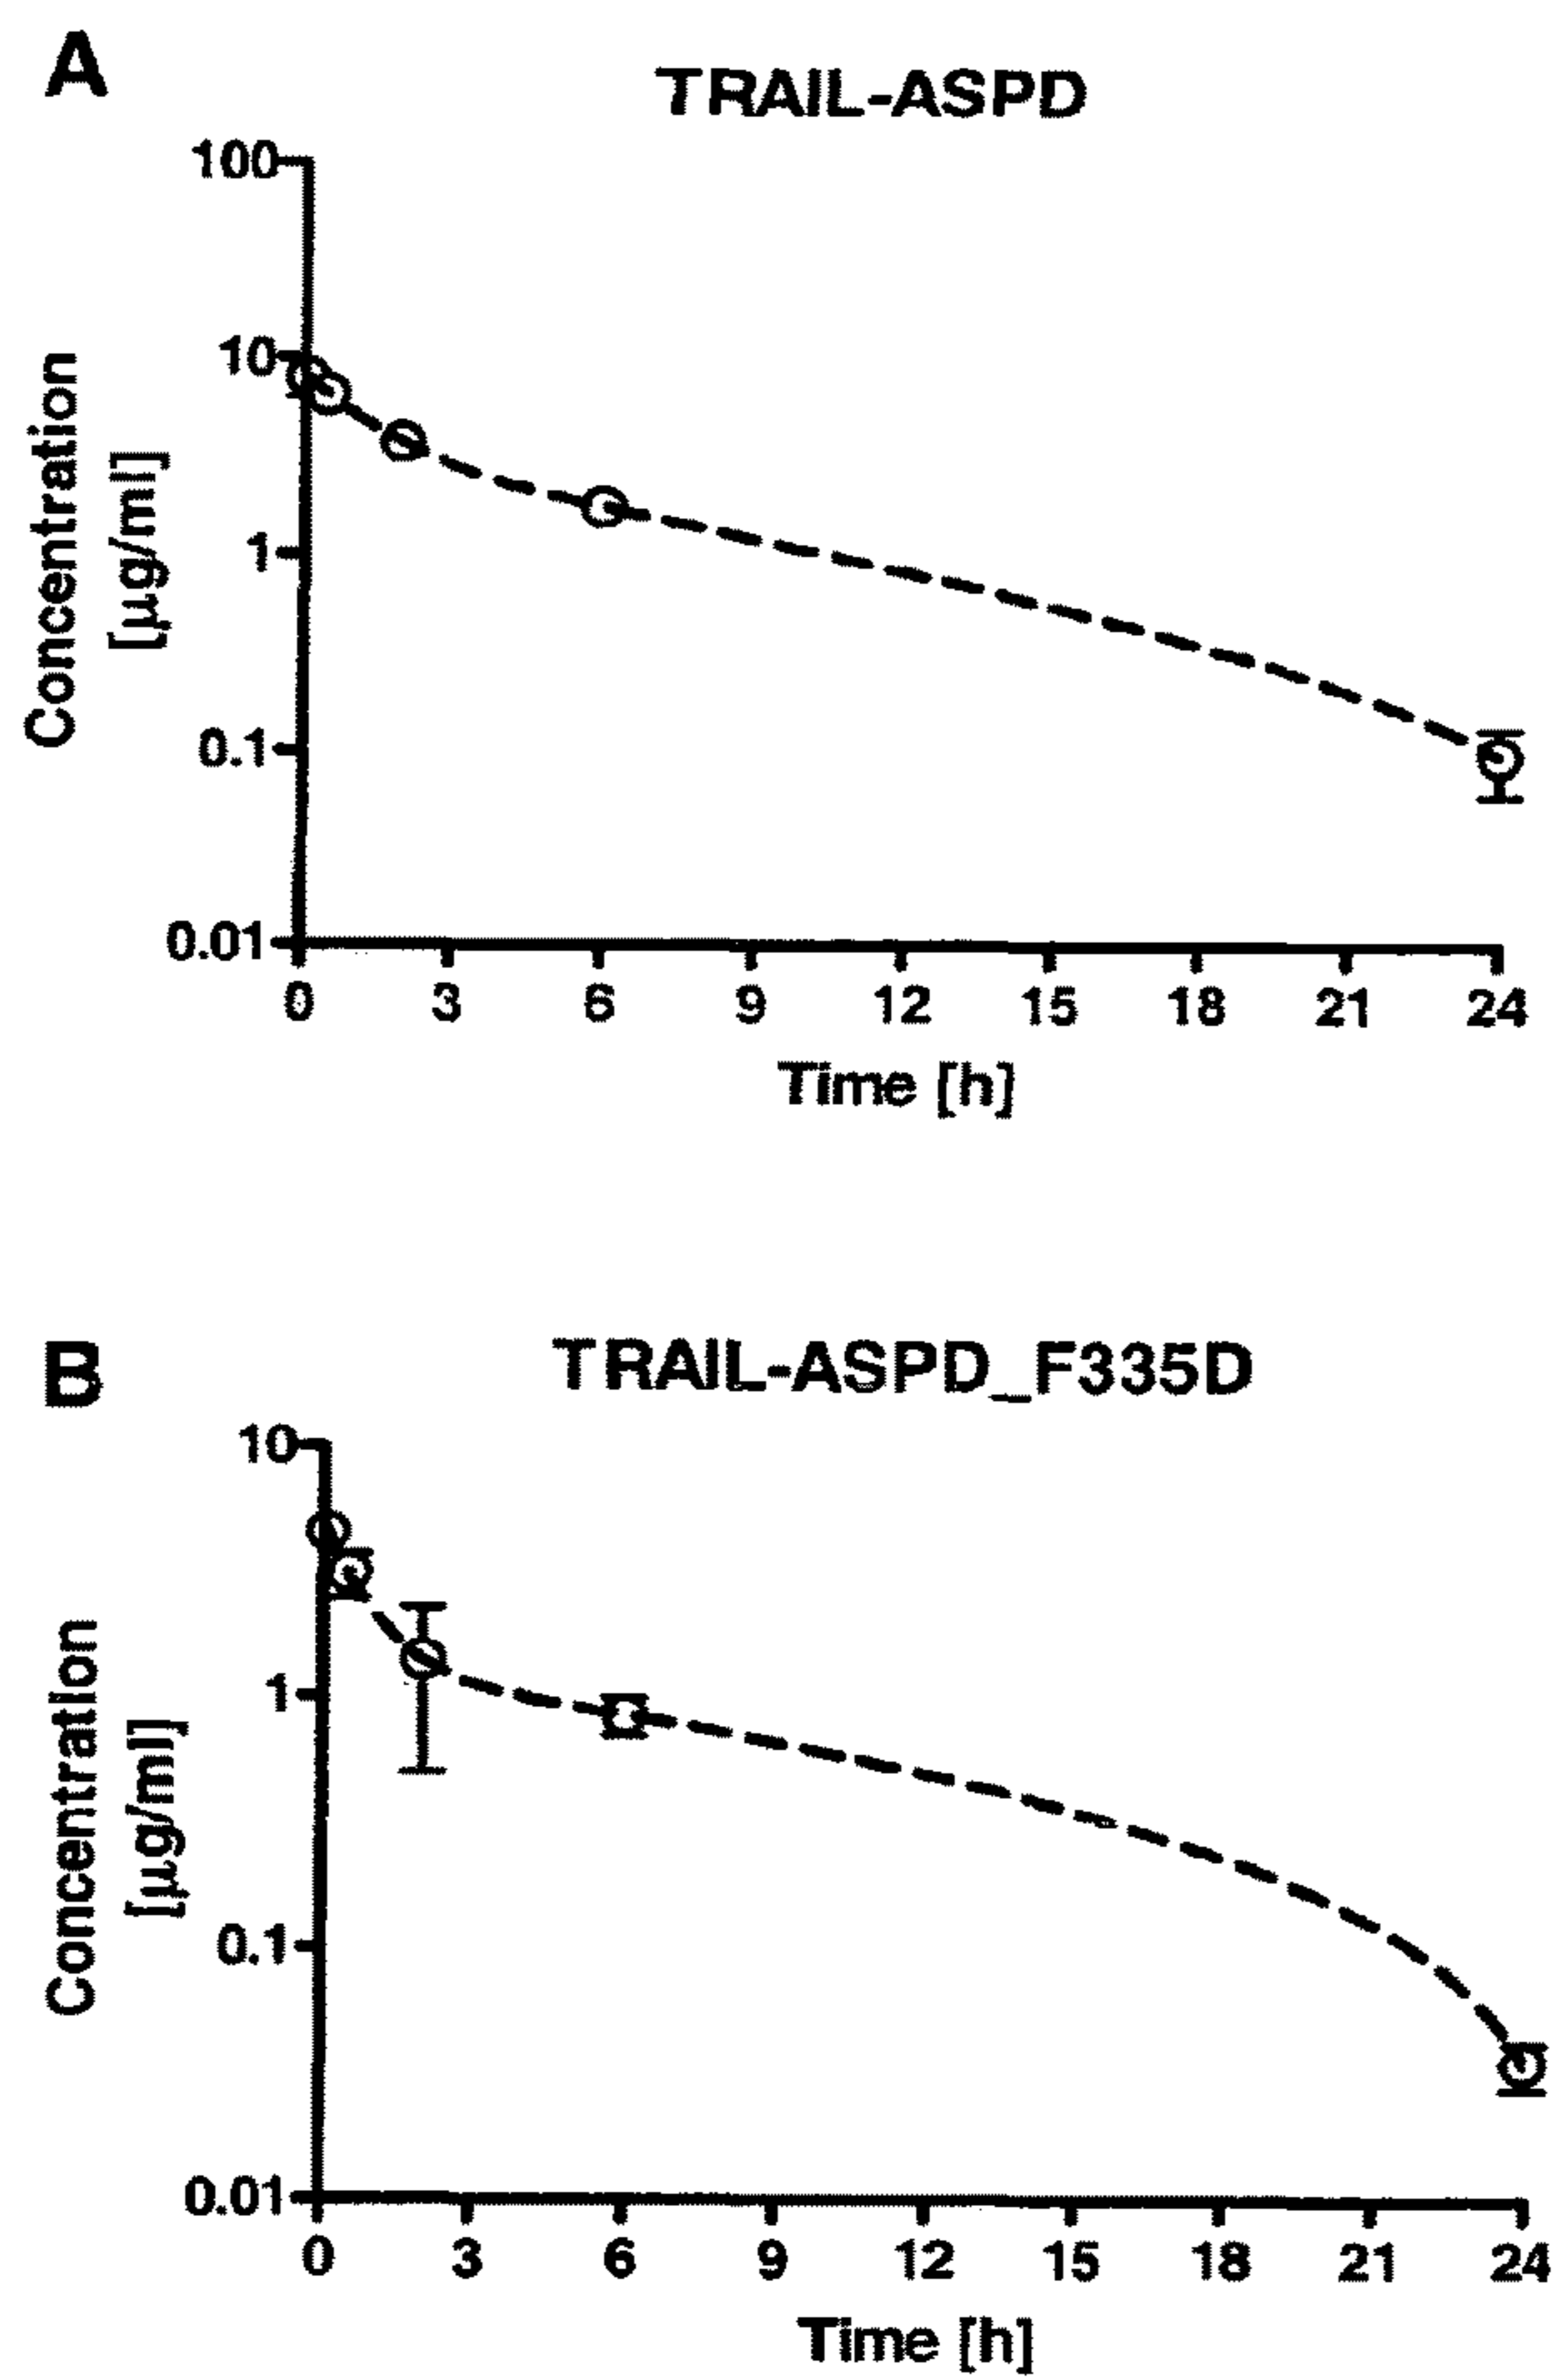 A
TRAIL-ASPD
100
10
1
0.1
0.01
Concentration
[µg/ml]
0 3 6 9 12 15 18 21 24
Time [h]
B
TRAIL-ASPD_F335D
10
1
0.1
0.01
Concentration
[µg/ml]
0 3 6 9 12 15 18 21 24
Time [h]